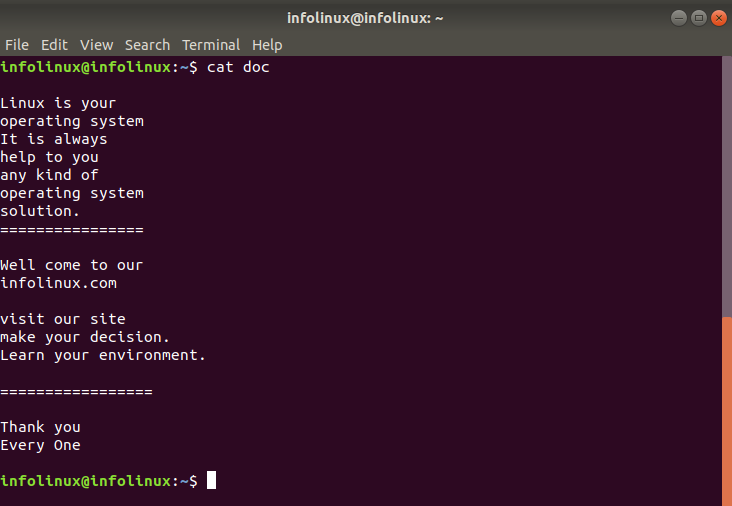 infolinux@infolinux: ~
File Edit View Search Terminal Help
infolinux@infolinux:~$ cat doc
Linux is your
operating system
It is always
help to you
any kind of
operating system
solution.
================
Well come to our
infolinux.com
visit our site
make your decision.
Learn your environment.
=================
Thank you
Every One
infolinux@infolinux:~$